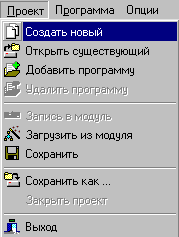 Проект Программа Опции
Создать новый
Открыть существующий
Добавить программу
Удалить программу
Запись в модуль
Загрузить из модуля
Сохранить
Сохранить как ...
Закрыть проект
Выход